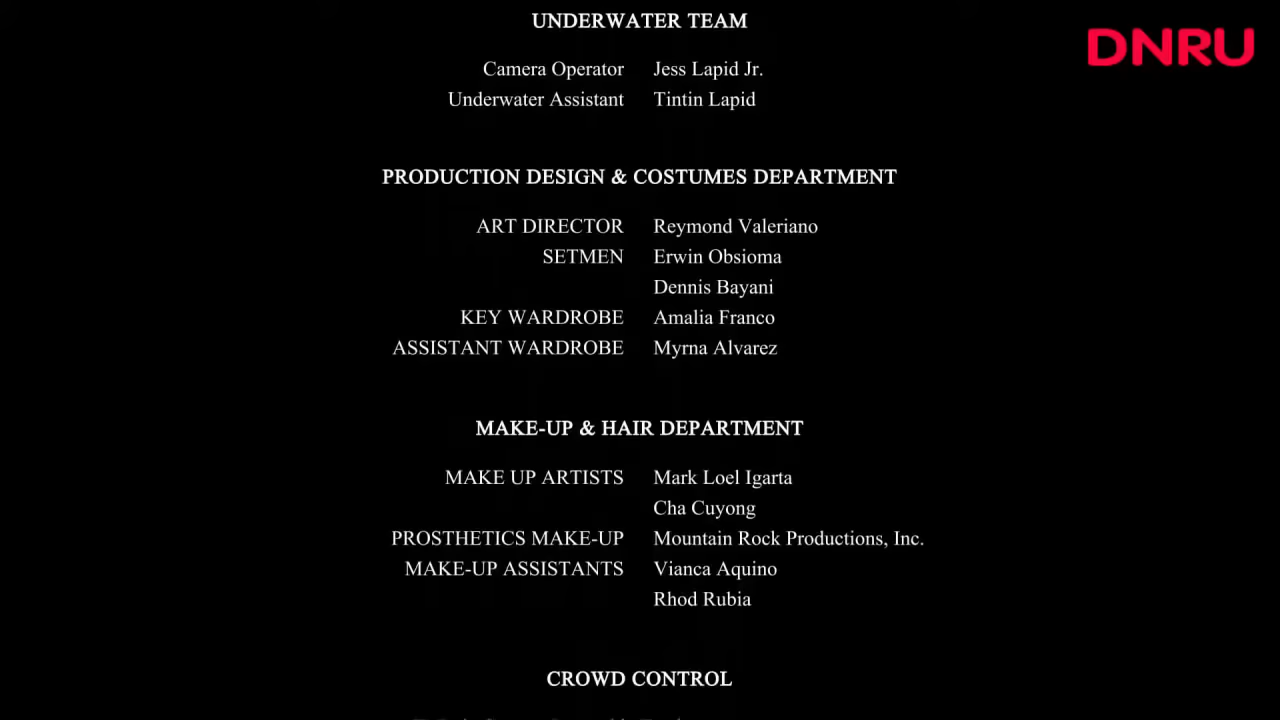 UNDERWATER TEAM
DNRU
Camera Operator Jess Lapid Jr.
Underwater Assistant Tintin Lapid
PRODUCTION DESIGN & COSTUMES DEPARTMENT
ART DIRECTOR Reymond Valeriano
SETMEN Erwin Obsioma
Dennis Bayani
KEY WARDROBE Amalia Franco
ASSISTANT WARDROBE Myrna Alvarez
MAKE-UP & HAIR DEPARTMENT
MAKE UP ARTISTS Mark Loel Igarta
Cha Cuyong
PROSTHETICS MAKE-UP Mountain Rock Productions, Inc.
MAKE-UP ASSISTANTS Vianca Aquino
Rhod Rubia
CROWD CONTROL